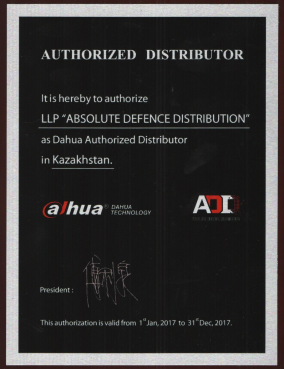 AUTHORIZED DISTRIBUTOR
It is hereby to authorize
LLP "ABSOLUTE DEFENCE DISTRIBUTION"
as Dahua Authorized Distributor
in Kazakhstan.
alhua DAHUA TECHNOLOGY
ADD
President :
This authorization is valid from 1st Jan, 2017 to 31st Dec, 2017.